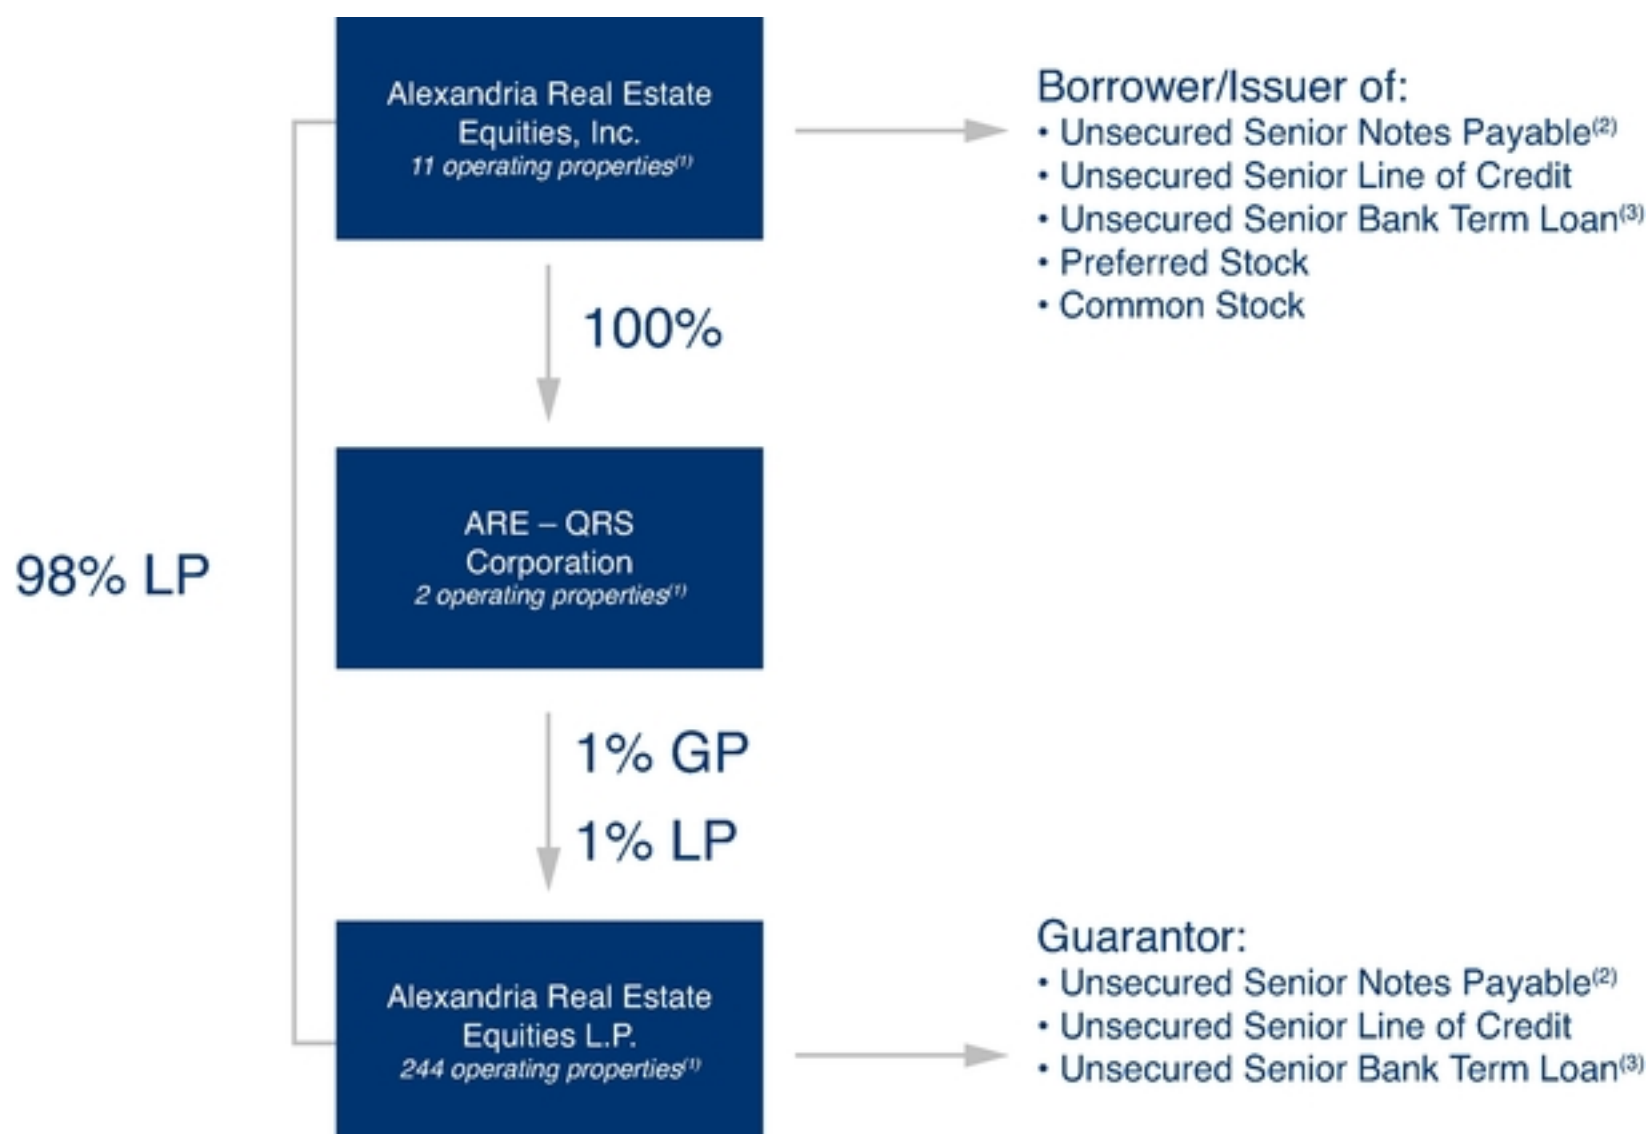 Alexandria Real Estate
Equities, Inc.
11 operating properties(1)
Borrower/Issuer of:
• Unsecured Senior Notes Payable(2)
• Unsecured Senior Line of Credit
• Unsecured Senior Bank Term Loan(3)
• Preferred Stock
• Common Stock
100%
ARE – QRS
Corporation
2 operating properties(1)
98% LP
1% GP
1% LP
Alexandria Real Estate
Equities L.P.
244 operating properties(1)
Guarantor:
• Unsecured Senior Notes Payable(2)
• Unsecured Senior Line of Credit
• Unsecured Senior Bank Term Loan(3)